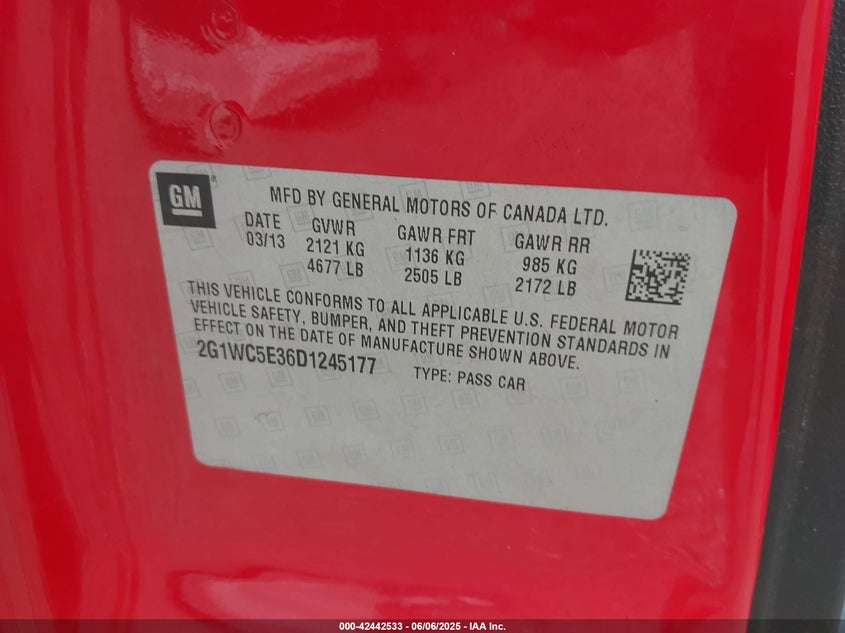 GM
MFD BY GENERAL MOTORS OF CANADA LTD.
DATE GVWR GAWR FRT GAWR RR
03/13 2121 KG 1136 KG 985 KG
4677 LB 2505 LB 2172 LB
THIS VEHICLE CONFORMS TO ALL APPLICABLE U.S. FEDERAL MOTOR
VEHICLE SAFETY, BUMPER, AND THEFT PREVENTION STANDARDS IN
EFFECT ON THE DATE OF MANUFACTURE SHOWN ABOVE.
2G1WC5E36D1245177 TYPE: PASS CAR
000-42442533 - 06/06/2025 - IAA Inc.